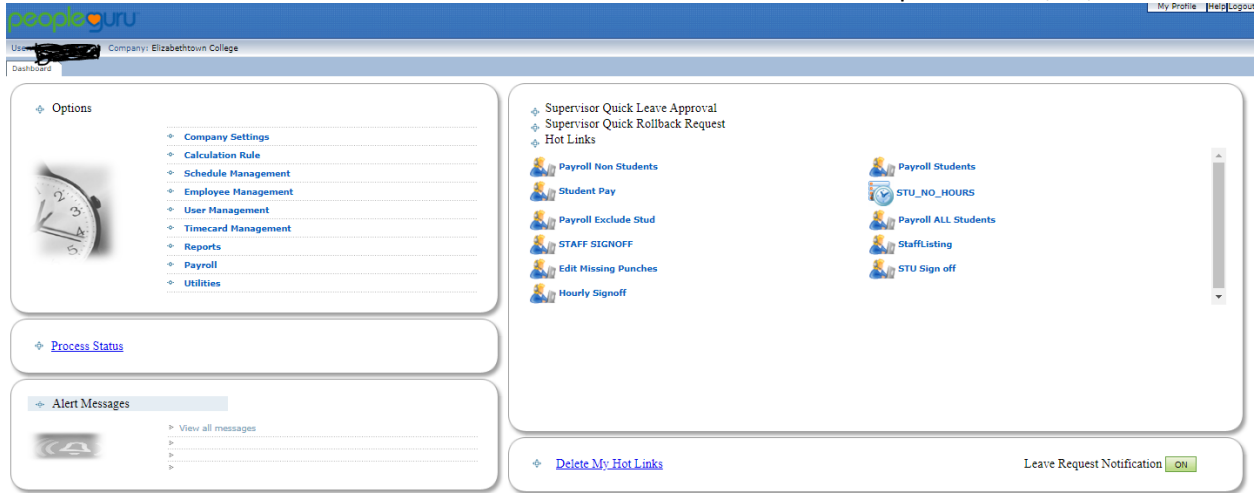 My Profile Help Logout
peopleguru
User Company: Elizabethtown College
Dashboard
Options
Company Settings
Calculation Rule
Schedule Management
Employee Management
User Management
Timecard Management
Reports
Payroll
Utilities
Process Status
Alert Messages
View all messages
Supervisor Quick Leave Approval
Supervisor Quick Rollback Request
Hot Links
Payroll Non Students Payroll Students
Student Pay STU_NO_HOURS
Payroll Exclude Stud Payroll ALL Students
STAFF SIGNOFF StaffListing
Edit Missing Punches STU Sign off
Hourly Signoff
Delete My Hot Links Leave Request Notification ON